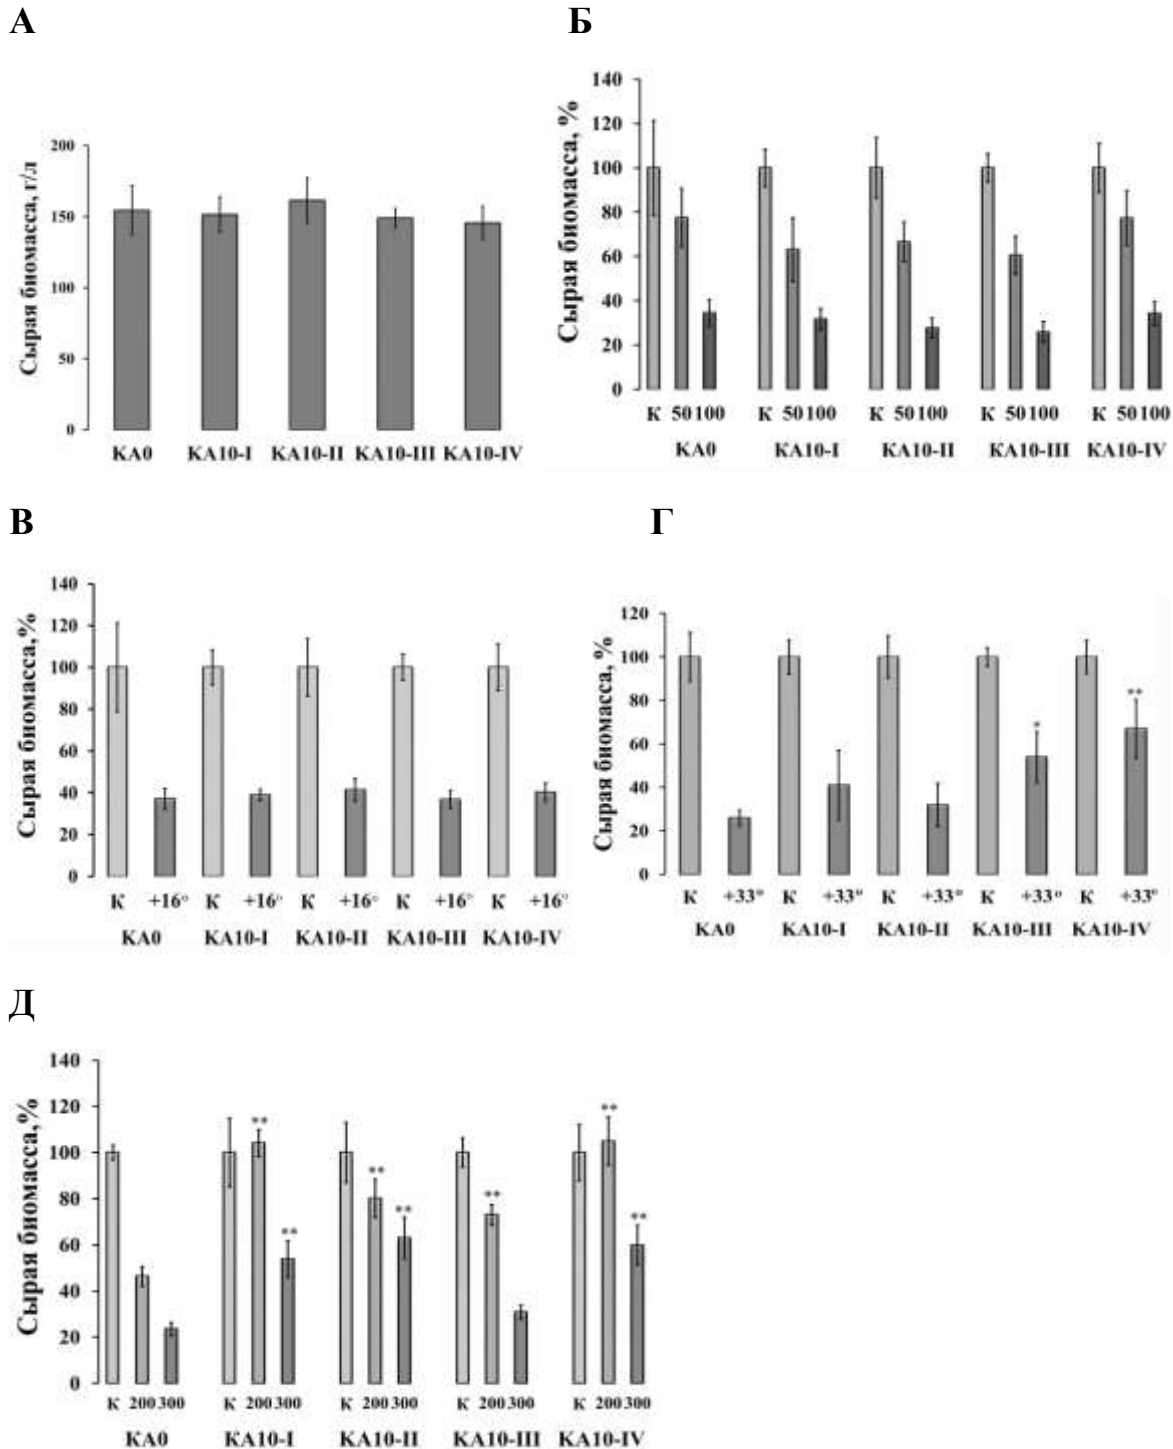 А
Б
Сырая биомасса, г/л
200
150
100
50
0
КА0 КА10-I КА10-II КА10-III КА10-IV
Сырая биомасса, %
140
120
100
80
60
40
20
0
К 50 100 К 50 100 К 50 100 К 50 100 К 50 100
КА0 КА10-I КА10-II КА10-III КА10-IV
В
Г
Сырая биомасса,%
140
120
100
80
60
40
20
0
К +16° К +16° К +16° К +16° К +16°
КА0 КА10-I КА10-II КА10-III КА10-IV
Сырая биомасса, %
120
100
80
60
40
20
0
* **
К +33° К +33° К +33° К +33° К +33°
КА0 КА10-I КА10-II КА10-III КА10-IV
Д
Сырая биомасса,%
140
120
100
80
60
40
20
0
** ** ** ** ** ** **
К 200 300 К 200 300 К 200 300 К 200 300 К 200 300
КА0 КА10-I КА10-II КА10-III КА10-IV